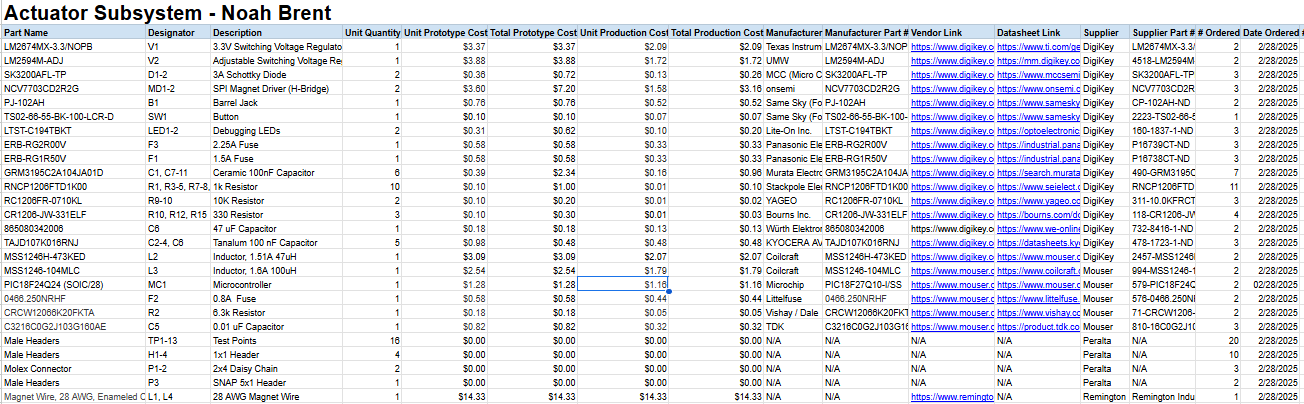 Actuator Subsystem - Noah Brent
Part Name Designator Description Unit Quantity Unit Prototype Cost Total Prototype Cost Unit Production Cost Total Production Cost Manufacturer Manufacturer Part # Vendor Link Datasheet Link Supplier Supplier Part # # Ordered Date Ordered
LM2674MX-3.3/NOPB V1 3.3V Switching Voltage Regulato 1 $3.37 $3.37 $2.09 $2.09 Texas Instrum LM2674MX-3.3/NOP https://www.digikey.c https://www.ti.com/ge DigiKey LM2674MX-3.3/ 2 2/28/2025
LM2594M-ADJ V2 Adjustable Switching Voltage Re 1 $3.88 $3.88 $1.72 $1.72 UMW LM2594M-ADJ https://www.digikey.c https://mm.digikey.co DigiKey 4518-LM2594M- 2 2/28/2025
SK3200AFL-TP D1-2 3A Schottky Diode 2 $0.36 $0.72 $0.13 $0.26 MCC (Micro C SK3200AFL-TP https://www.digikey.c https://www.mccsemi DigiKey SK3200AFL-TP 3 2/28/2025
NCV7703CD2R2G MD1-2 SPI Magnet Driver (H-Bridge) 2 $3.60 $7.20 $1.58 $3.16 onsemi NCV7703CD2R2G https://www.digikey.c https://www.onsemi.c DigiKey NCV7703CD2R2G 3 2/28/2025
PJ-102AH B1 Barrel Jack 1 $0.76 $0.76 $0.52 $0.52 Same Sky (Fo PJ-102AH https://www.digikey.c https://www.samesky DigiKey CP-102AH-ND 2 2/28/2025
TS02-66-55-BK-100-LCR-D SW1 Button 1 $0.10 $0.10 $0.07 $0.07 Same Sky (Fo TS02-66-55-BK-100- https://www.digikey.c https://www.samesky DigiKey 2223-TS02-66-5 1 2/28/2025
LTST-C194TBKT LED1-2 Debugging LEDs 2 $0.31 $0.62 $0.10 $0.20 Lite-On Inc. LTST-C194TBKT https://www.digikey.c https://optoelectronic DigiKey 160-1837-1-ND 3 2/28/2025
ERB-RG2R00V F3 2.25A Fuse 1 $0.58 $0.58 $0.33 $0.33 Panasonic Ele ERB-RG2R00V https://www.digikey.c https://industrial.pana DigiKey P16739CT-ND 3 2/28/2025
ERB-RG1R50V F1 1.5A Fuse 1 $0.58 $0.58 $0.33 $0.33 Panasonic Ele ERB-RG1R50V https://www.digikey.c https://industrial.pana DigiKey P16738CT-ND 3 2/28/2025
GRM3195C2A104JA01D C1, C7-11 Ceramic 100nF Capacitor 6 $0.39 $2.34 $0.16 $0.96 Murata Electro GRM3195C2A104JA https://www.digikey.c https://search.murata DigiKey 490-GRM3195C 7 2/28/2025
RNCP1206FTD1K00 R1, R3-5, R7-8, 1k Resistor 10 $0.10 $1.00 $0.01 $0.10 Stackpole Elec RNCP1206FTD1K00 https://www.digikey.c https://www.seielect.c DigiKey RNCP1206FTD 11 2/28/2025
RC1206FR-0710KL R9-10 10K Resistor 2 $0.10 $0.20 $0.01 $0.02 YAGEO RC1206FR-0710KL https://www.digikey.c https://www.yageo.cc DigiKey 311-10.0KFRCT 3 2/28/2025
CR1206-JW-331ELF R10, R12, R15 330 Resistor 3 $0.10 $0.30 $0.01 $0.03 Bourns Inc. CR1206-JW-331ELF https://www.digikey.c https://bourns.com/do DigiKey 118-CR1206-JW 4 2/28/2025
865080342006 C6 47 uF Capacitor 1 $0.18 $0.18 $0.13 $0.13 Würth Elektror 865080342006 https://www.digikey.c https://www.we-online DigiKey 732-8416-1-ND 2 2/28/2025
TAJD107K016RNJ C2-4, C6 Tanalum 100 nF Capacitor 5 $0.98 $0.48 $0.48 $0.48 KYOCERA AV TAJD107K016RNJ https://www.digikey.c https://datasheets.kyo DigiKey 478-1723-1-ND 3 2/28/2025
MSS1246H-473KED L2 Inductor, 1.51A 47uH 1 $3.09 $3.09 $2.07 $2.07 Coilcraft MSS1246H-473KED https://www.digikey.c https://www.mouser.c DigiKey 2457-MSS1246 2 2/28/2025
MSS1246-104MLC L3 Inductor, 1.6A 100uH 1 $2.54 $2.54 $1.79 $1.79 Coilcraft MSS1246-104MLC https://www.mouser.c https://www.coilcraft.c Mouser 994-MSS1246-1 2 2/28/2025
PIC18F24Q24 (SOIC/28) MC1 Microcontroller 1 $1.28 $1.28 $1.16 $1.16 Microchip PIC18F27Q10-I/SS https://www.mouser.c https://www.mouser.c Mouser 579-PIC18F24Q 2 02/28/2025
0466.250NRHF F2 0.8A Fuse 1 $0.58 $0.58 $0.44 $0.44 Littelfuse 0466.250NRHF https://www.mouser.c https://www.littelfuse. Mouser 576-0466.250N 3 2/28/2025
CRCW12066K20FKTA R2 6.3k Resistor 1 $0.18 $0.18 $0.05 $0.05 Vishay / Dale CRCW12066K20FKT https://www.mouser.c https://www.vishay.co Mouser 71-CRCW1206- 2 2/28/2025
C3216C0G2J103G160AE C5 0.01 uF Capacitor 1 $0.82 $0.82 $0.32 $0.32 TDK C3216C0G2J103G16 https://www.mouser.c https://product.tdk.co Mouser 810-16C0G2J10 3 2/28/2025
Male Headers TP1-13 Test Points 16 $0.00 $0.00 $0.00 $0.00 N/A N/A N/A N/A Peralta N/A 20 2/28/2025
Male Headers H1-4 1x1 Header 4 $0.00 $0.00 $0.00 $0.00 N/A N/A N/A N/A Peralta N/A 10 2/28/2025
Molex Connector P1-2 2x4 Daisy Chain 2 $0.00 $0.00 $0.00 $0.00 N/A N/A N/A N/A Peralta N/A 3 2/28/2025
Male Headers P3 SNAP 5x1 Header 1 $0.00 $0.00 $0.00 $0.00 N/A N/A N/A N/A Peralta N/A 2 2/28/2025
Magnet Wire, 28 AWG, Enameled C L1, L4 28 AWG Magnet Wire 1 $14.33 $14.33 $14.33 $14.33 N/A N/A https://www.remingto N/A Remington Remington Indu 1 2/28/2025